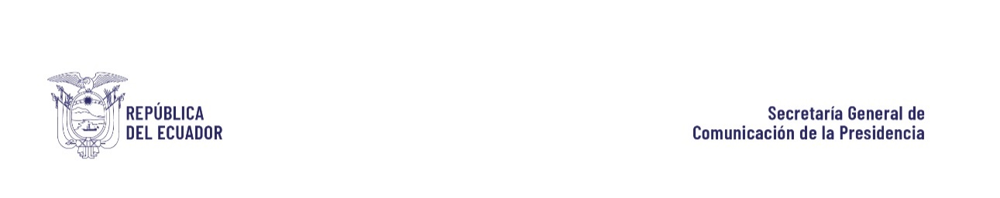 REPÚBLICA
DEL ECUADOR
Secretaría General de
Comunicación de la Presidencia